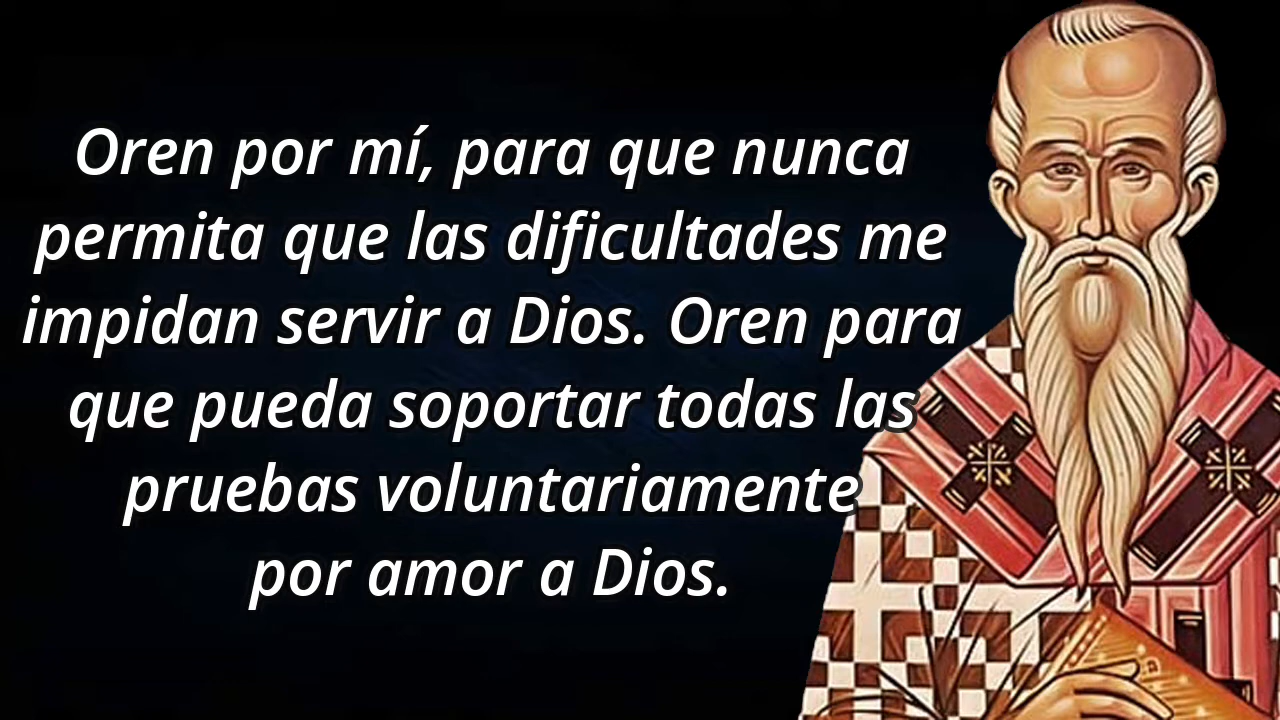 Oren por mí, para que nunca
permita que las dificultades me
impidan servir a Dios. Oren para
que pueda soportar todas las
pruebas voluntariamente
por amor a Dios.